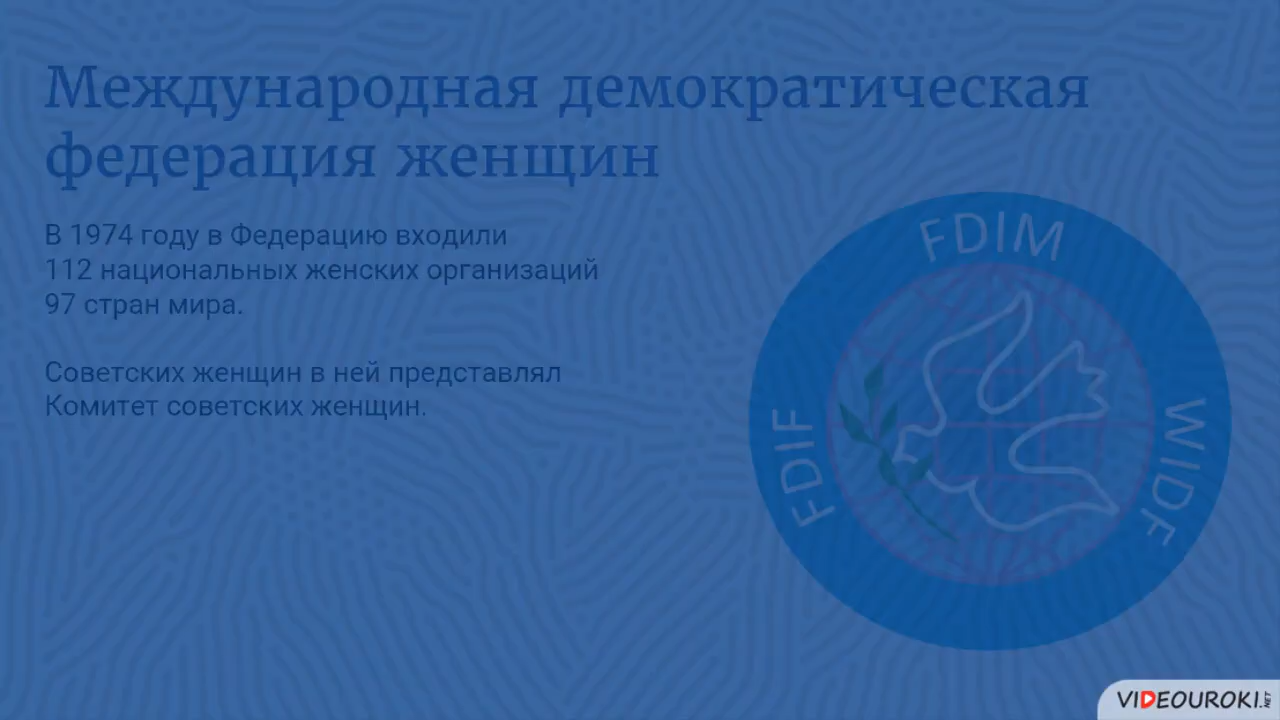 Международная демократическая
федерация женщин
В 1974 году в Федерацию входили
112 национальных женских организаций
97 стран мира.
Советских женщин в ней представлял
Комитет советских женщин.
FDIM
FDIF
WIDF
VIDEOUROKI.NET